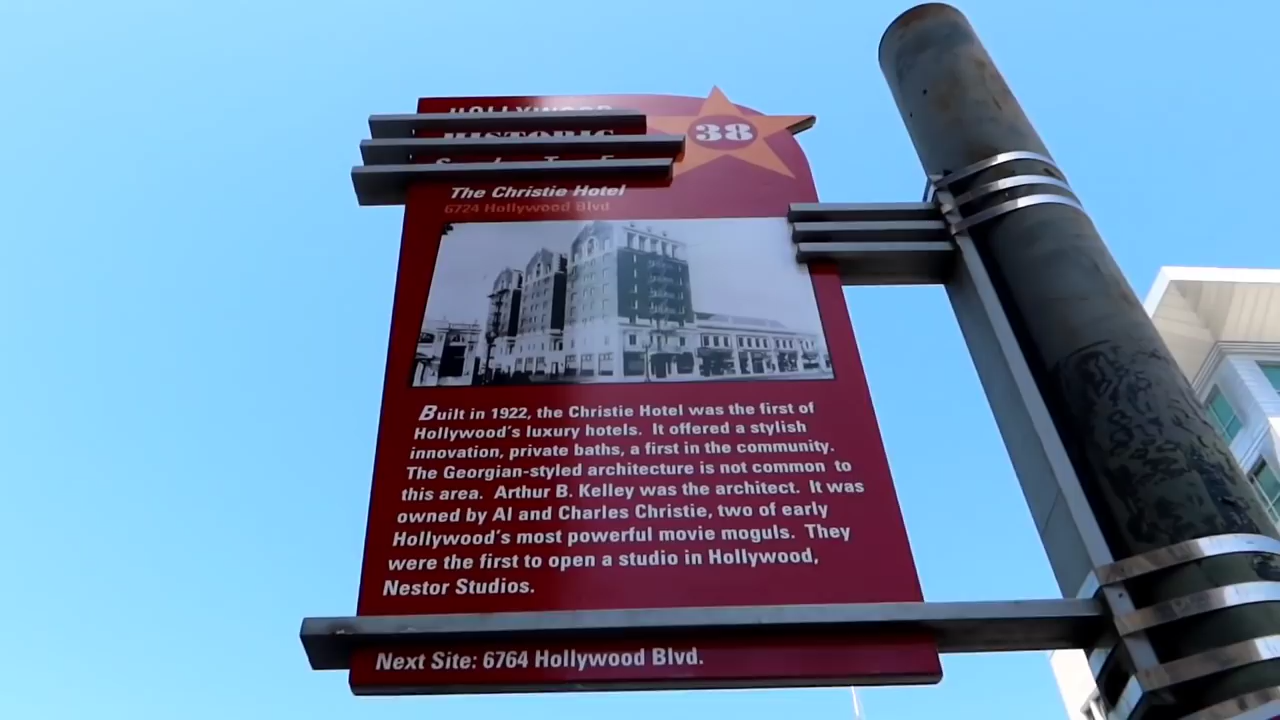 HOLLYWOOD
HISTORIC
38
The Christie Hotel
6724 Hollywood Blvd
Built in 1922, the Christie Hotel was the first of
Hollywood's luxury hotels. It offered a stylish
innovation, private baths, a first in the community.
The Georgian-styled architecture is not common to
this area. Arthur B. Kelley was the architect. It was
owned by Al and Charles Christie, two of early
Hollywood's most powerful movie moguls. They
were the first to open a studio in Hollywood,
Nestor Studios.
Next Site: 6764 Hollywood Blvd.